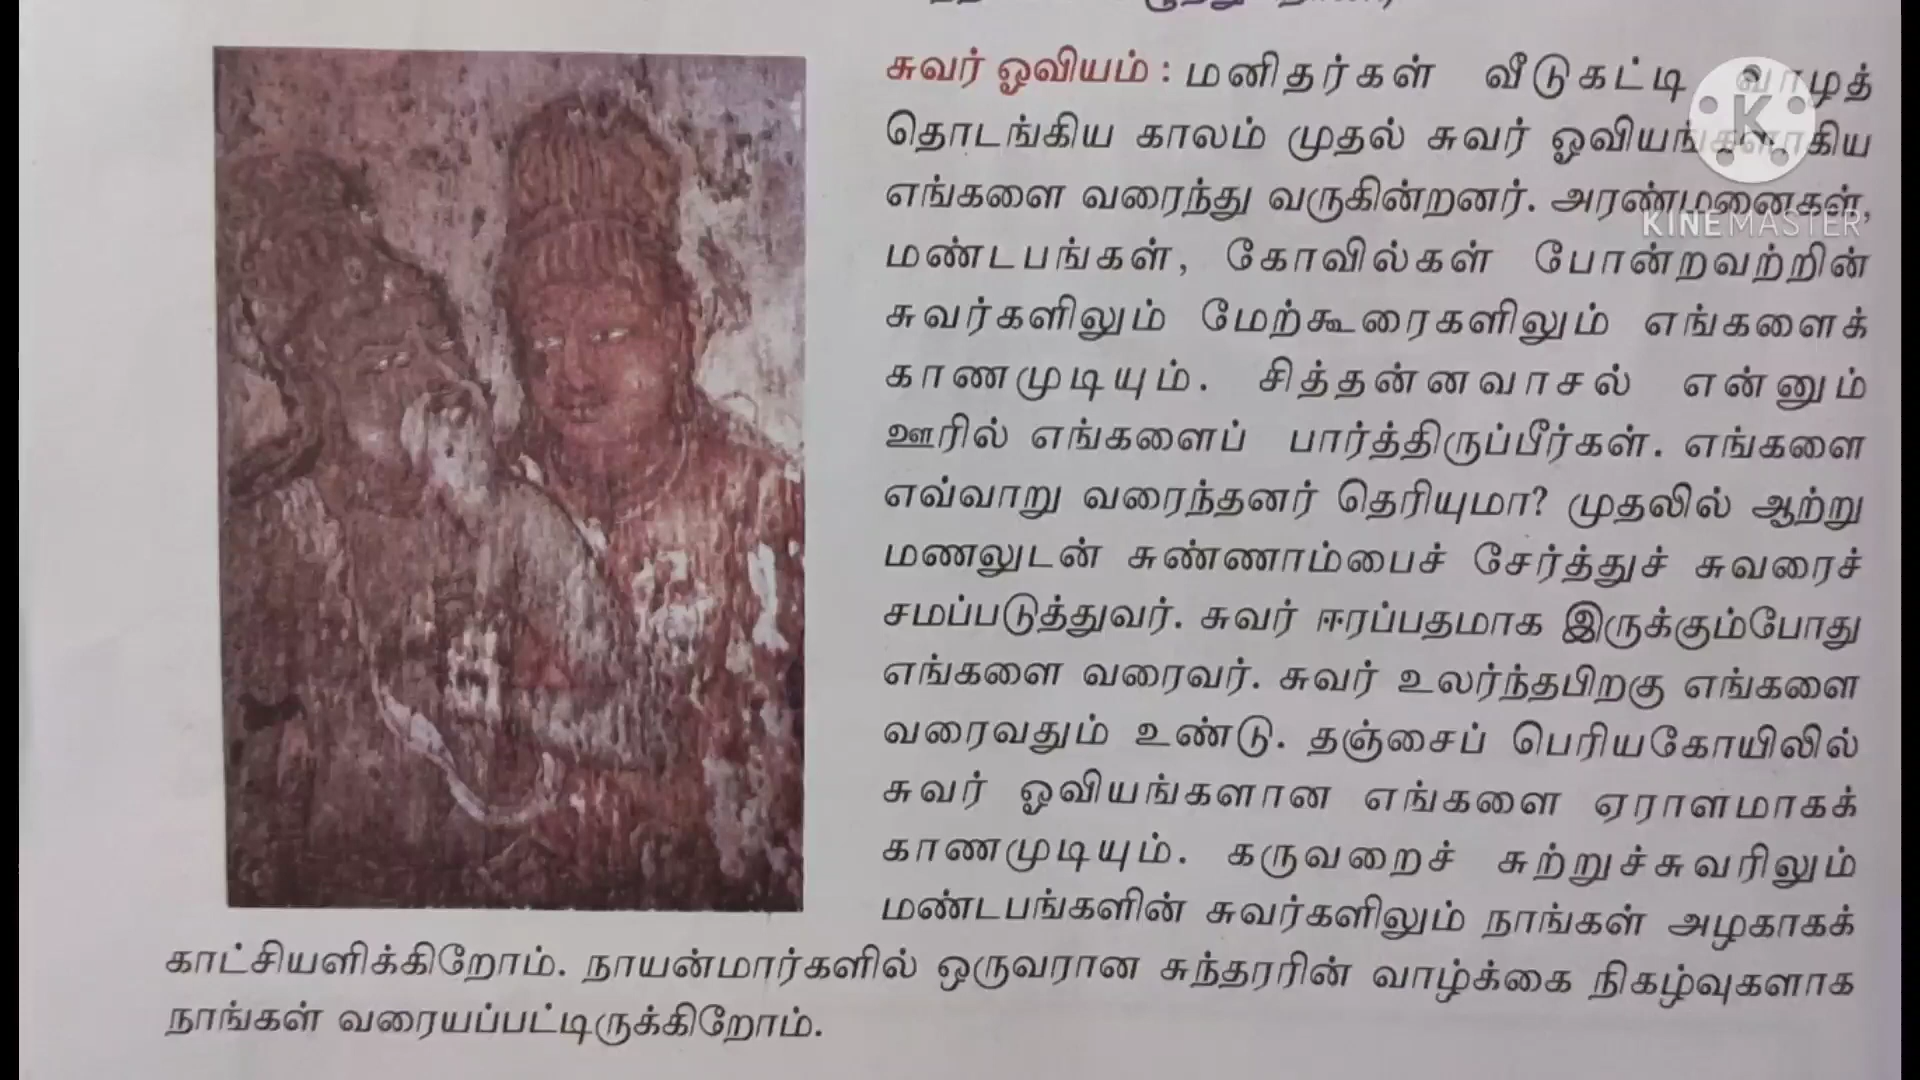 சுவர் ஓவியம் : மனிதர்கள் வீடுகட்டி வாழத்
தொடங்கிய காலம் முதல் சுவர் ஓவியங்களாகிய
எங்களை வரைந்து வருகின்றனர். அரண்மனைகள்,
KINEMASTER
மண்டபங்கள், கோவில்கள் போன்றவற்றின்
சுவர்களிலும் மேற்கூரைகளிலும் எங்களைக்
காணமுடியும். சித்தன்னவாசல் என்னும்
ஊரில் எங்களைப் பார்த்திருப்பீர்கள். எங்களை
எவ்வாறு வரைந்தனர் தெரியுமா? முதலில் ஆற்று
மணலுடன் சுண்ணாம்பைச் சேர்த்துச் சுவரைச்
சமப்படுத்துவர். சுவர் ஈரப்பதமாக இருக்கும்போது
எங்களை வரைவர். சுவர் உலர்ந்தபிறகு எங்களை
வரைவதும் உண்டு. தஞ்சைப் பெரியகோயிலில்
சுவர் ஓவியங்களான எங்களை ஏராளமாகக்
காணமுடியும். கருவறைச் சுற்றுச்சுவரிலும்
மண்டபங்களின் சுவர்களிலும் நாங்கள் அழகாகக்
காட்சியளிக்கிறோம். நாயன்மார்களில் ஒருவரான சுந்தரரின் வாழ்க்கை நிகழ்வுகளாக
நாங்கள் வரையப்பட்டிருக்கிறோம்.